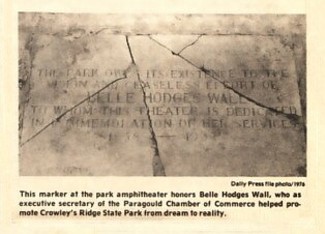 THE PARK OWES ITS EXISTENCE TO THE
VISION AND CEASELESS EFFORT OF
BELLE HODGES WALL
TO WHOM THIS THEATER IS DEDICATED
IN COMMEMORATION OF HER SERVICES
Daily Press file photo/1976
This marker at the park amphitheater honors Belle Hodges Wall, who as
executive secretary of the Paragould Chamber of Commerce helped pro-
mote Crowley's Ridge State Park from dream to reality.